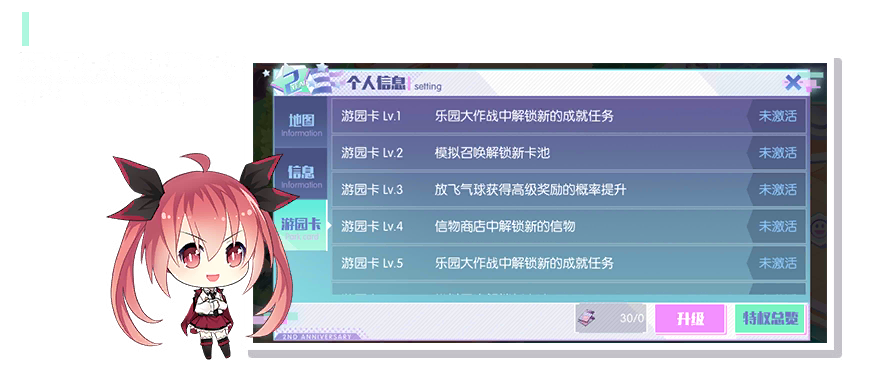 个人信息 setting
地图
Information
信息
Information
游园卡
Park card
游园卡 Lv.1 乐园大作战中解锁新的成就任务 未激活
游园卡 Lv.2 模拟召唤解锁新卡池 未激活
游园卡 Lv.3 放飞气球获得高级奖励的概率提升 未激活
游园卡 Lv.4 信物商店中解锁新的信物 未激活
游园卡 Lv.5 乐园大作战中解锁新的成就任务 未激活
30/0 升级 特权总览
2ND ANNIVERSARY